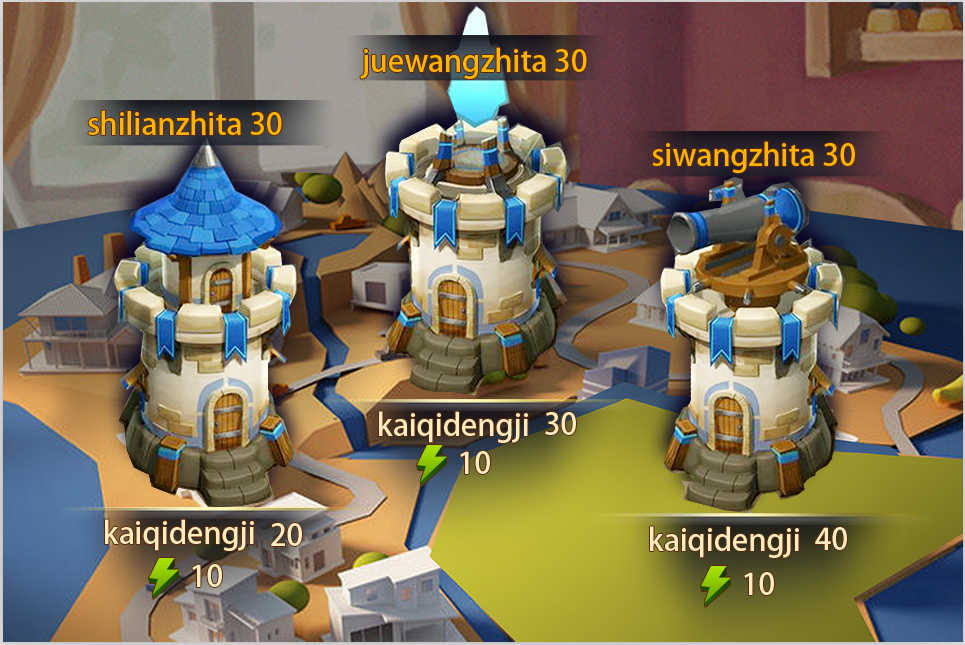 shilianzhita 30
kaiqidengji 20
10
juewangzhita 30
kaiqidengji 30
10
siwangzhita 30
kaiqidengji 40
10